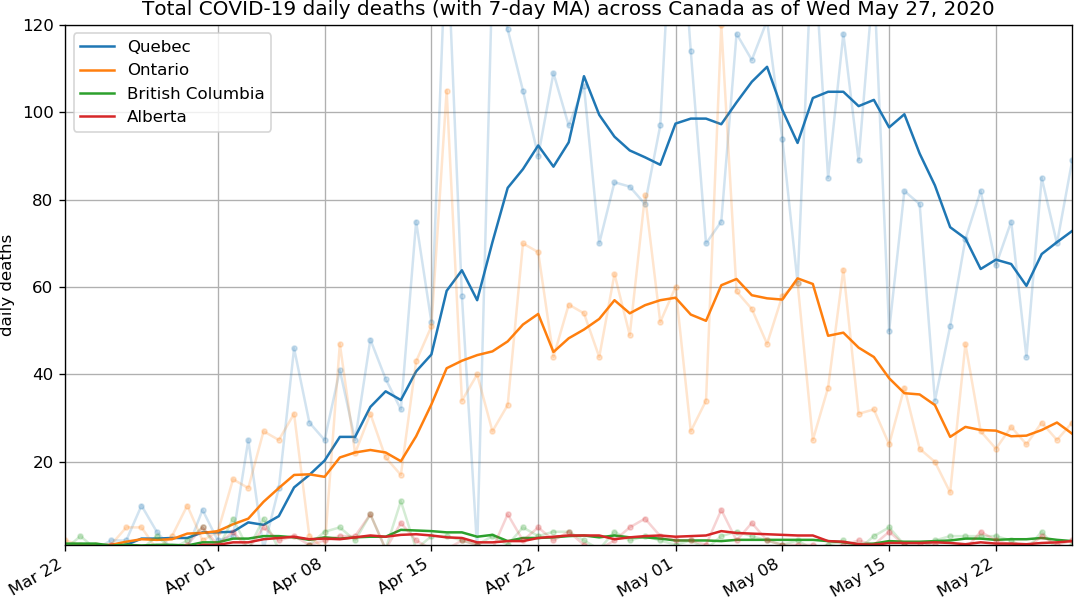 Total COVID-19 daily deaths (with 7-day MA) across Canada as of Wed May 27, 2020
daily deaths
120
100
80
60
40
20
Quebec
Ontario
British Columbia
Alberta
Mar 22
Apr 01
Apr 08
Apr 15
Apr 22
May 01
May 08
May 15
May 22